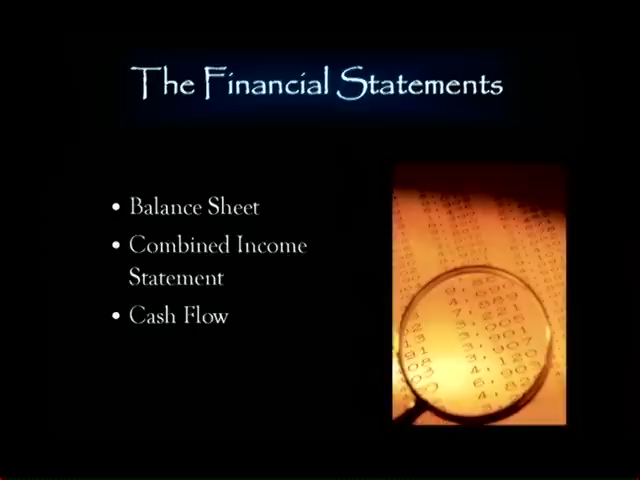 The Financial Statements
• Balance Sheet
• Combined Income
Statement
• Cash Flow